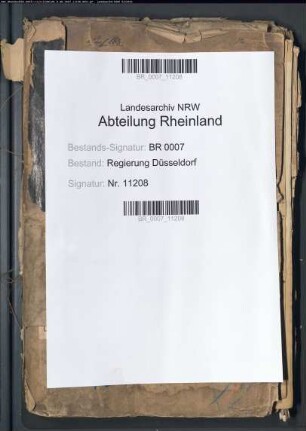 BR_0007_11208
Landesarchiv NRW
Abteilung Rheinland
Bestands-Signatur: BR 0007
Bestand: Regierung Düsseldorf
Signatur: Nr. 11208
BR_0007_11208